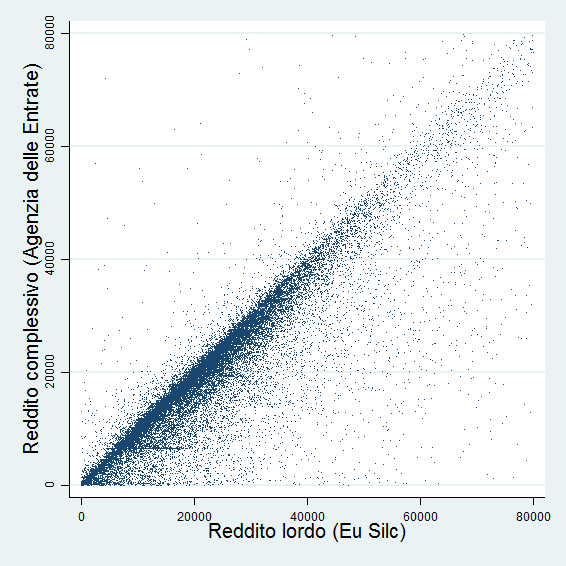 Reddito complessivo (Agenzia delle Entrate)
80000
60000
40000
20000
0
0 20000 40000 60000 80000
Reddito lordo (Eu Silc)